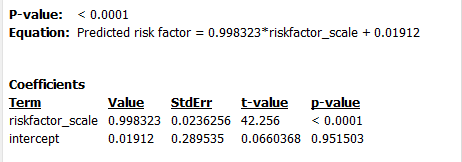 P-value: < 0.0001
Equation: Predicted risk factor = 0.998323*riskfactor_scale + 0.01912
Coefficients
Term Value StdErr t-value p-value
riskfactor_scale 0.998323 0.0236256 42.256 < 0.0001
intercept 0.01912 0.289535 0.0660368 0.951503